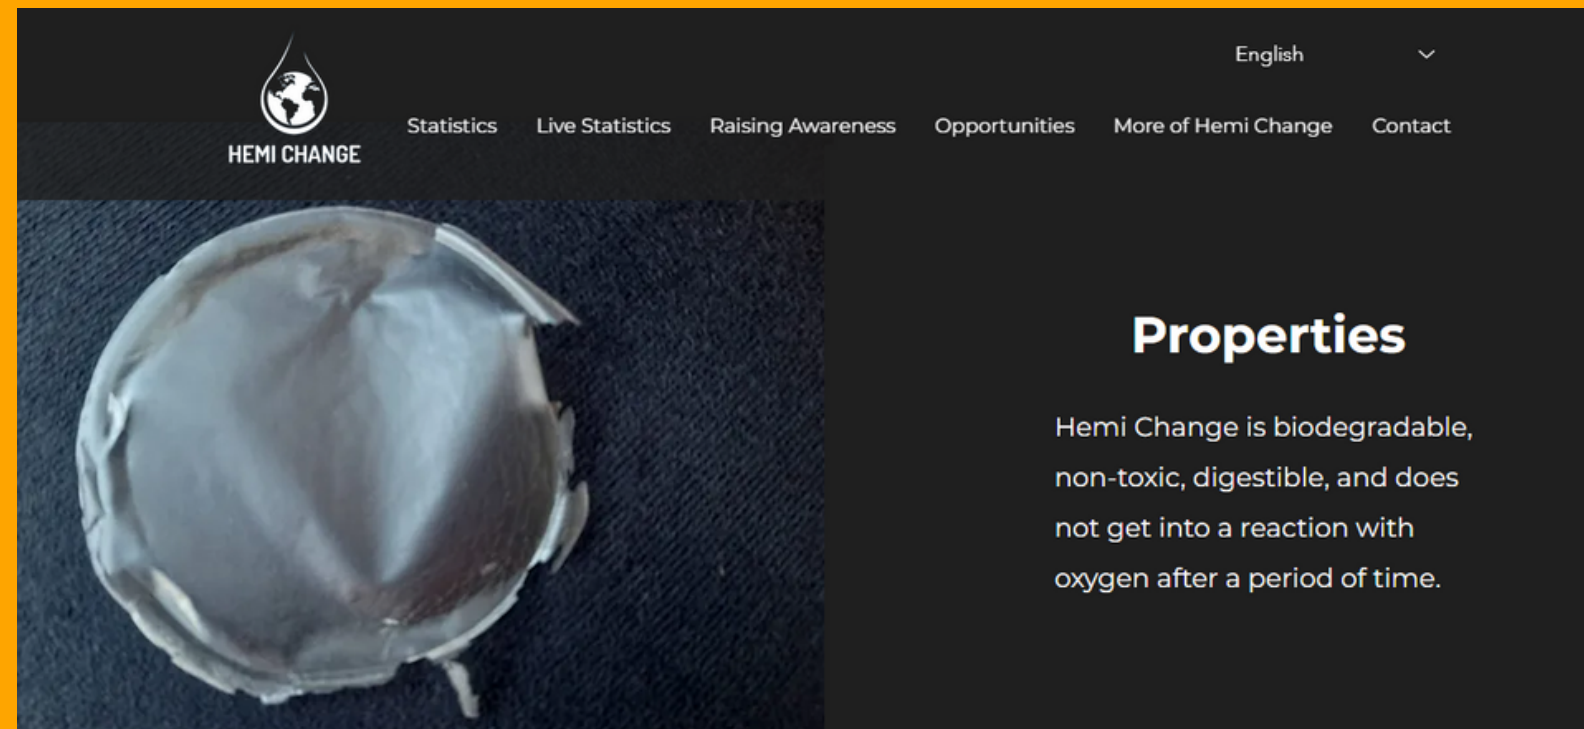 English
HEMI CHANGE
Statistics Live Statistics Raising Awareness Opportunities More of Hemi Change Contact
Properties
Hemi Change is biodegradable,
non-toxic, digestible, and does
not get into a reaction with
oxygen after a period of time.